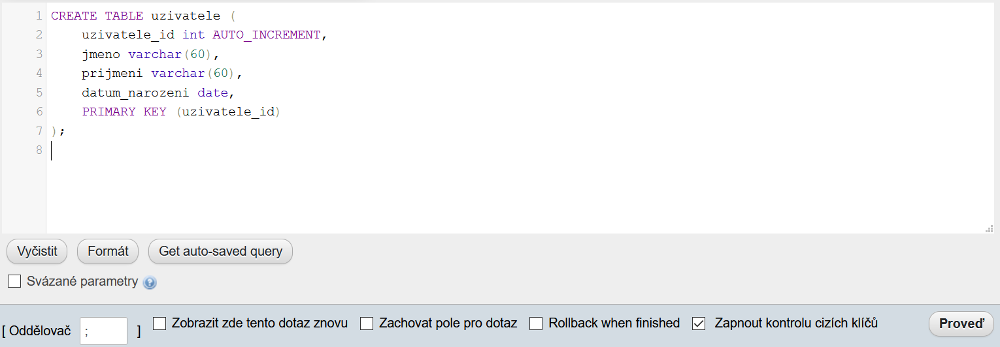 1 CREATE TABLE uzivatele (
2 uzivatele_id int AUTO_INCREMENT,
3 jmeno varchar(60),
4 prijmeni varchar(60),
5 datum_narozeni date,
6 PRIMARY KEY (uzivatele_id)
7 );
8
Vyčistit Formát Get auto-saved query
Svázané parametry
[ Oddělovač ; ] Zobrazit zde tento dotaz znovu Zachovat pole pro dotaz Rollback when finished Zapnout kontrolu cizích klíčů Proveď